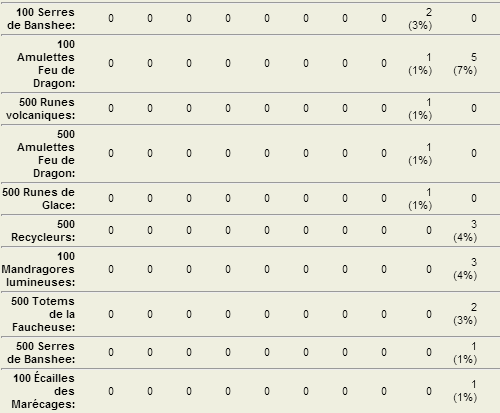 100 Serres 0 0 0 0 0 0 0 0 2 0
de Banshee: (3%)
100
Amulettes 0 0 0 0 0 0 0 0 1 5
Feu de (1%) (7%)
Dragon:
500 Runes 0 0 0 0 0 0 0 0 1 0
volcaniques: (1%)
500
Amulettes 0 0 0 0 0 0 0 0 1 0
Feu de (1%)
Dragon:
500 Runes de 0 0 0 0 0 0 0 0 1 0
Glace: (1%)
500 0 0 0 0 0 0 0 0 0 3
Recycleurs: (4%)
100
Mandragores 0 0 0 0 0 0 0 0 0 3
lumineuses: (4%)
500 Totems
de la 0 0 0 0 0 0 0 0 0 2
Faucheuse: (3%)
500 Serres 0 0 0 0 0 0 0 0 0 1
de Banshee: (1%)
100 Écailles
des 0 0 0 0 0 0 0 0 0 1
Marécages: (1%)